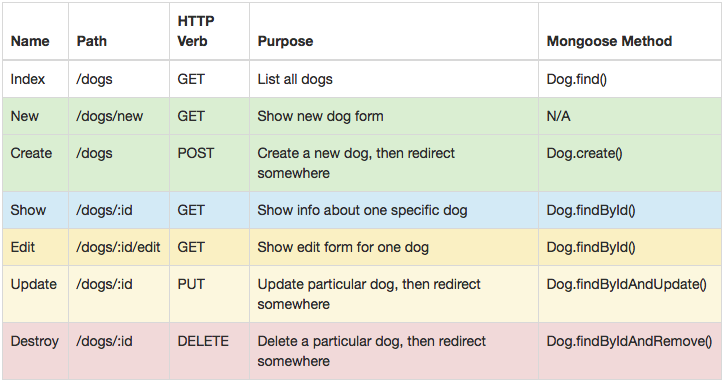 Name Path HTTP Verb Purpose Mongoose Method
Index /dogs GET List all dogs Dog.find()
New /dogs/new GET Show new dog form N/A
Create /dogs POST Create a new dog, then redirect somewhere Dog.create()
Show /dogs/:id GET Show info about one specific dog Dog.findById()
Edit /dogs/:id/edit GET Show edit form for one dog Dog.findById()
Update /dogs/:id PUT Update particular dog, then redirect somewhere Dog.findByIdAndUpdate()
Destroy /dogs/:id DELETE Delete a particular dog, then redirect somewhere Dog.findByIdAndRemove()